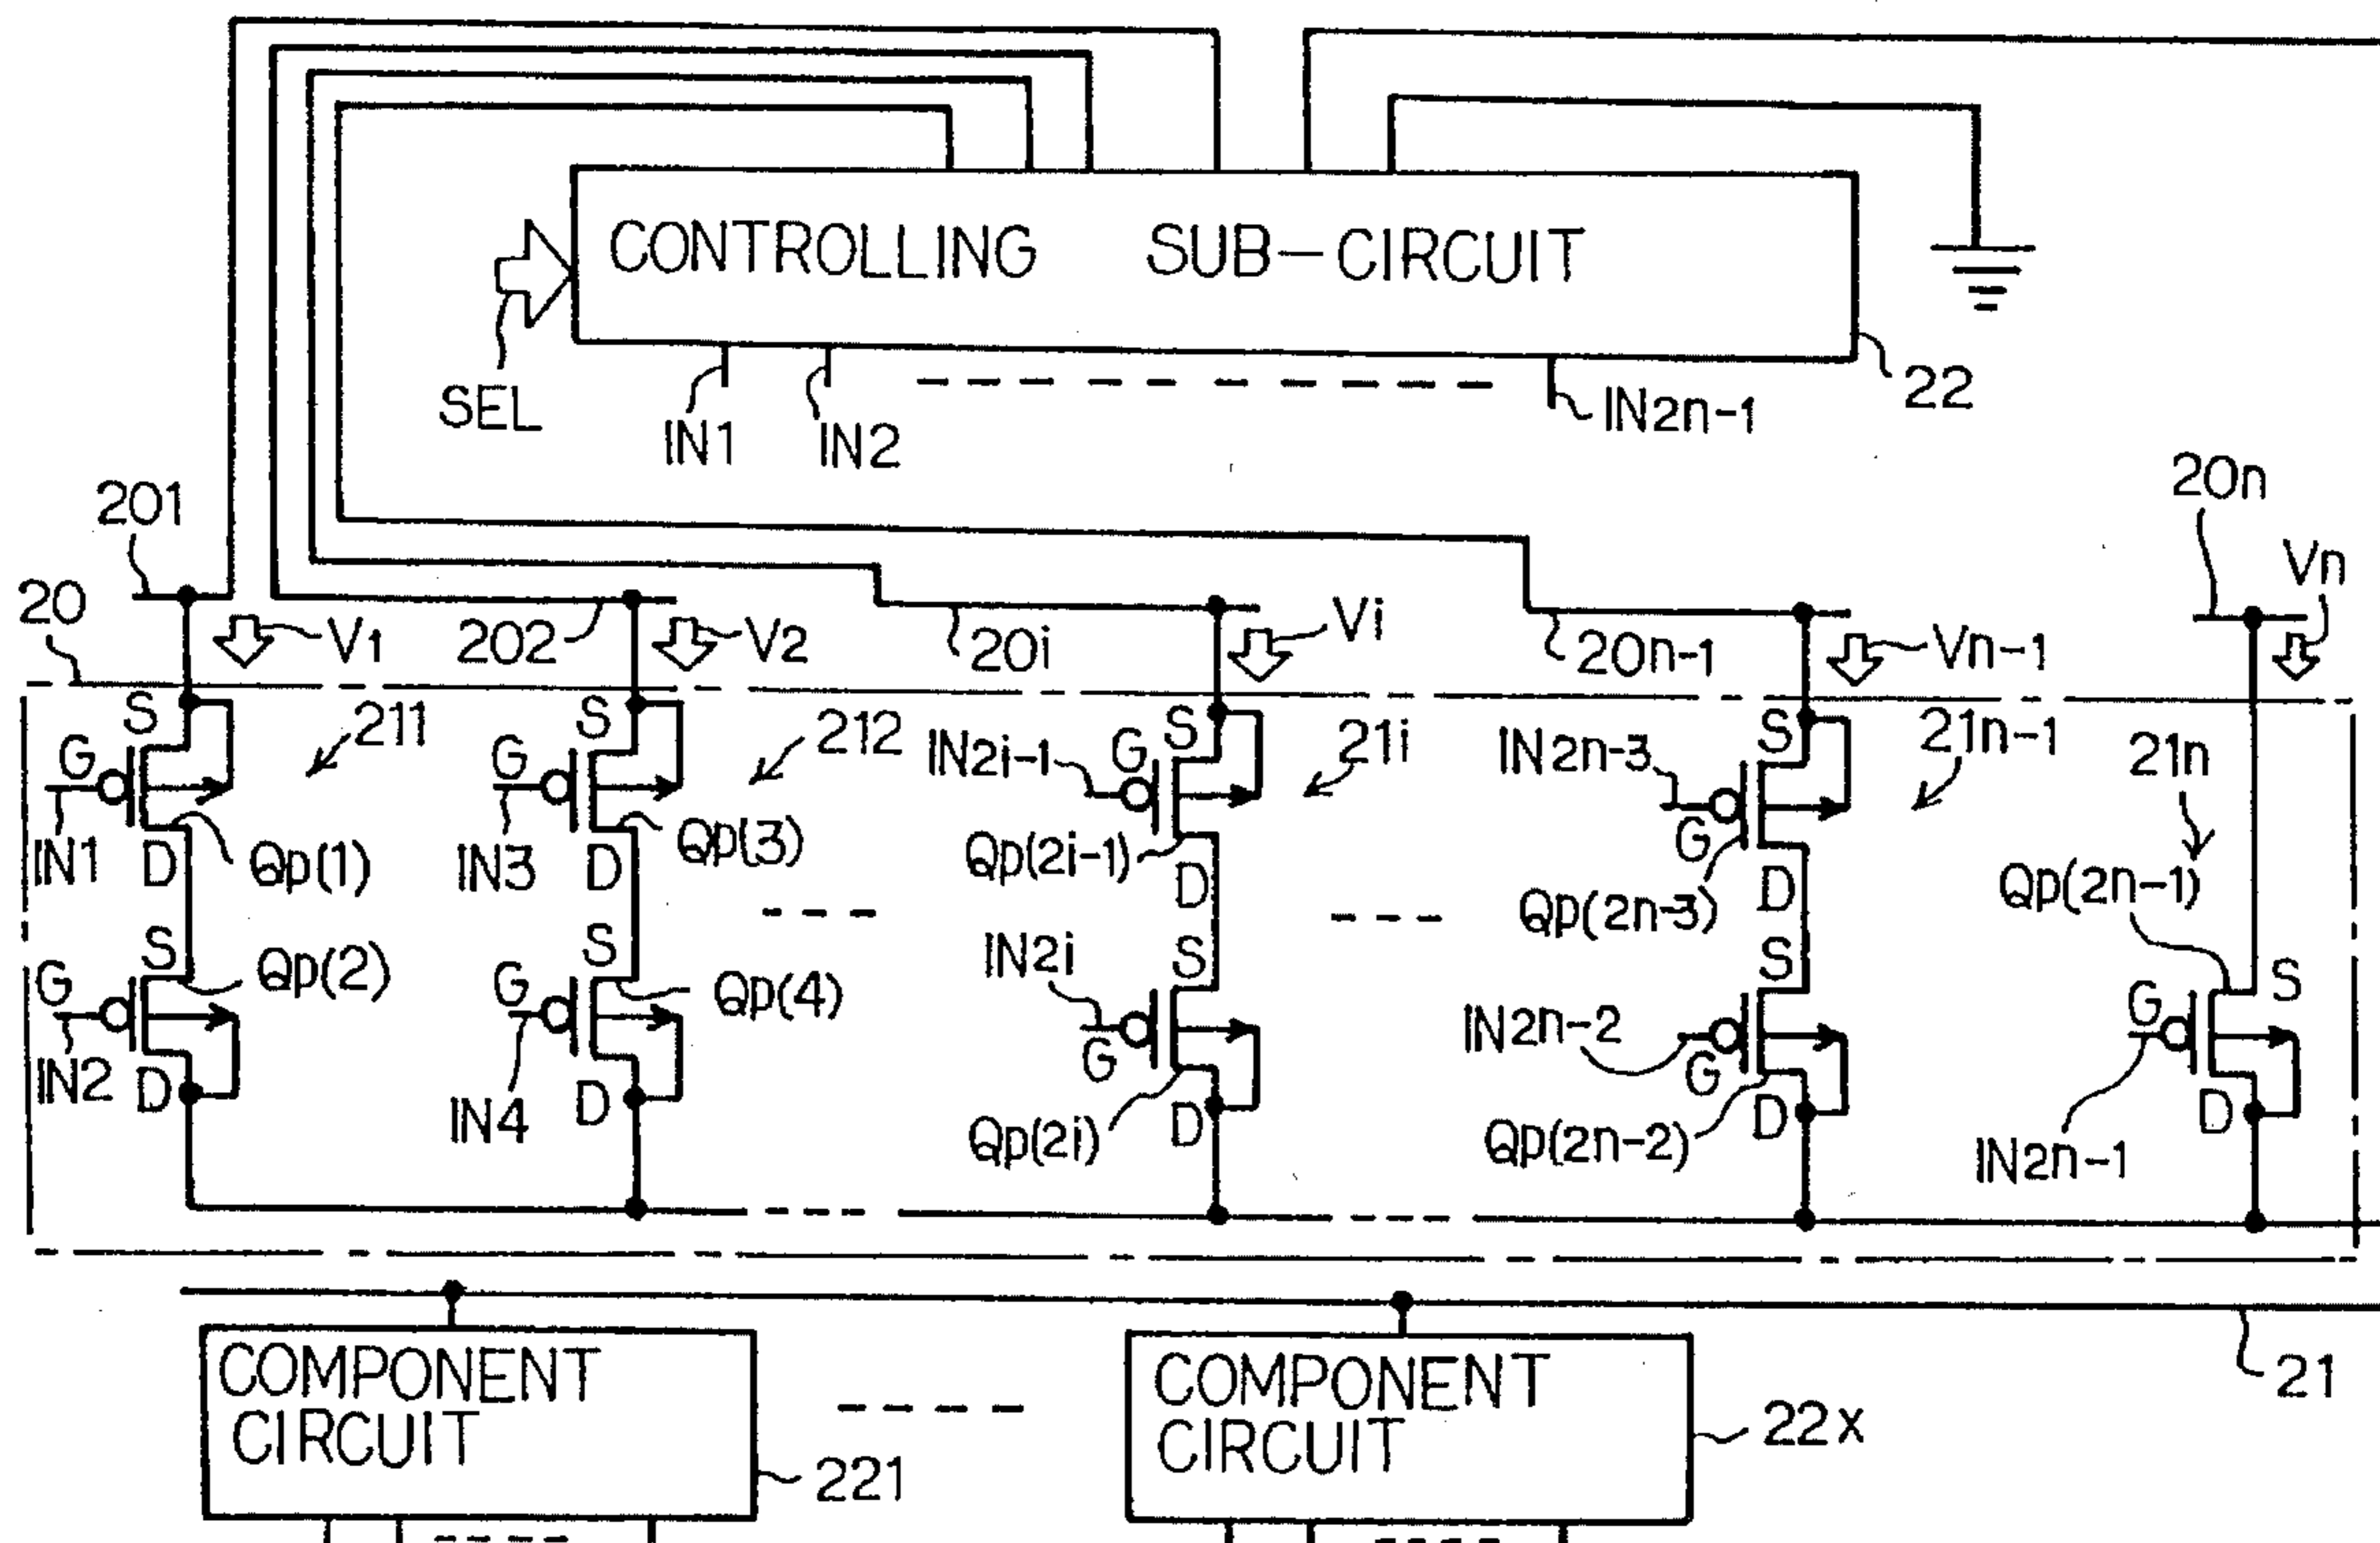 CONTROLLING SUB-CIRCUIT
SEL
IN1
IN2
IN2n-1
22
201
20n
20
V1
202
V2
20i
Vi
20n-1
Vn-1
Vn
S
211
S
212
IN2i-1
G
S
21i
IN2n-3
S
21n-1
21n
G
G
IN1
D
Qp(1)
IN3
D
Qp(3)
Qp(2i-1)
D
G
Qp(2n-3)
D
Qp(2n-1)
G
S
Qp(2)
G
S
Qp(4)
IN2i
S
S
G
S
IN2
D
IN4
D
G
Qp(2i)
D
IN2n-2
G
Qp(2n-2)
D
IN2n-1
D
COMPONENT
CIRCUIT
221
COMPONENT
CIRCUIT
22x
21